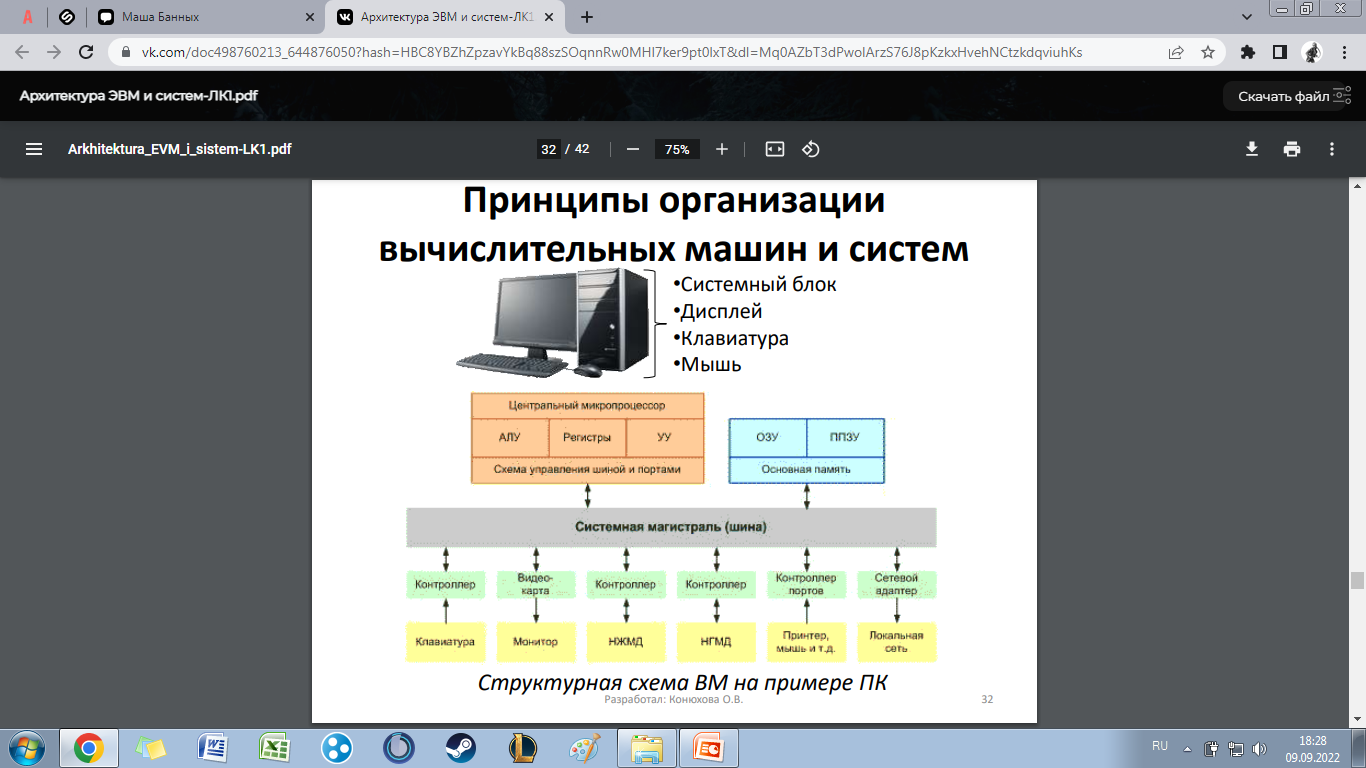 Маша Банных
Архитектура ЭВМ и систем-ЛК1
vk.com/doc498760213_644876050?hash=HBC8YBZhZpzavYkBq88szSOqnnRw0MHl7ker9pt0lxT&dl=Mq0AZbT3dPwolArzS76J8pKzkxHvehNCtzkdqviuhKs
Архитектура ЭВМ и систем-ЛК1.pdf
Скачать файл
Arkhitektura_EVM_i_sistem-LK1.pdf
32 / 42
75%
Принципы организации
вычислительных машин и систем
•Системный блок
•Дисплей
•Клавиатура
•Мышь
Центральный микропроцессор
АЛУ Регистры УУ
Схема управления шиной и портами
ОЗУ ППЗУ
Основная память
Системная магистраль (шина)
Контроллер
Видео-
карта
Контроллер
Контроллер
Контроллер
портов
Сетевой
адаптер
Клавиатура
Монитор
НЖМД
НГМД
Принтер,
мышь и т.д.
Локальная
сеть
Структурная схема ВМ на примере ПК
Разработал: Конюхова О.В.
32
RU
18:28
09.09.2022